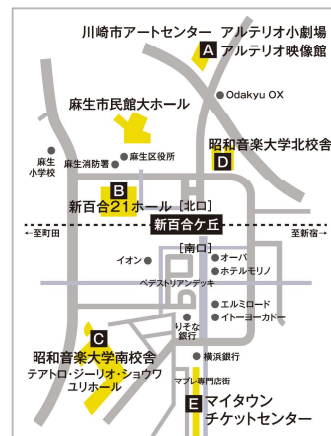 川崎市アートセンター アルテリオ小劇場
A アルテリオ映像館
Odakyu OX
麻生市民館大ホール
麻生小学校
麻生消防署
麻生区役所
昭和音楽大学北校舎
D
B
新百合21ホール [北口]
←至町田
新百合ケ丘
至新宿→
[南口]
イオン
オーパ
ホテルモリノ
ペデストリアンデッキ
エルミロード
イトーヨーカドー
りそな
銀行
C
昭和音楽大学南校舎
テアトロ・ジーリオ・ショウワ
ユリホール
横浜銀行
マプレ専門店街
E マイタウン
チケットセンター